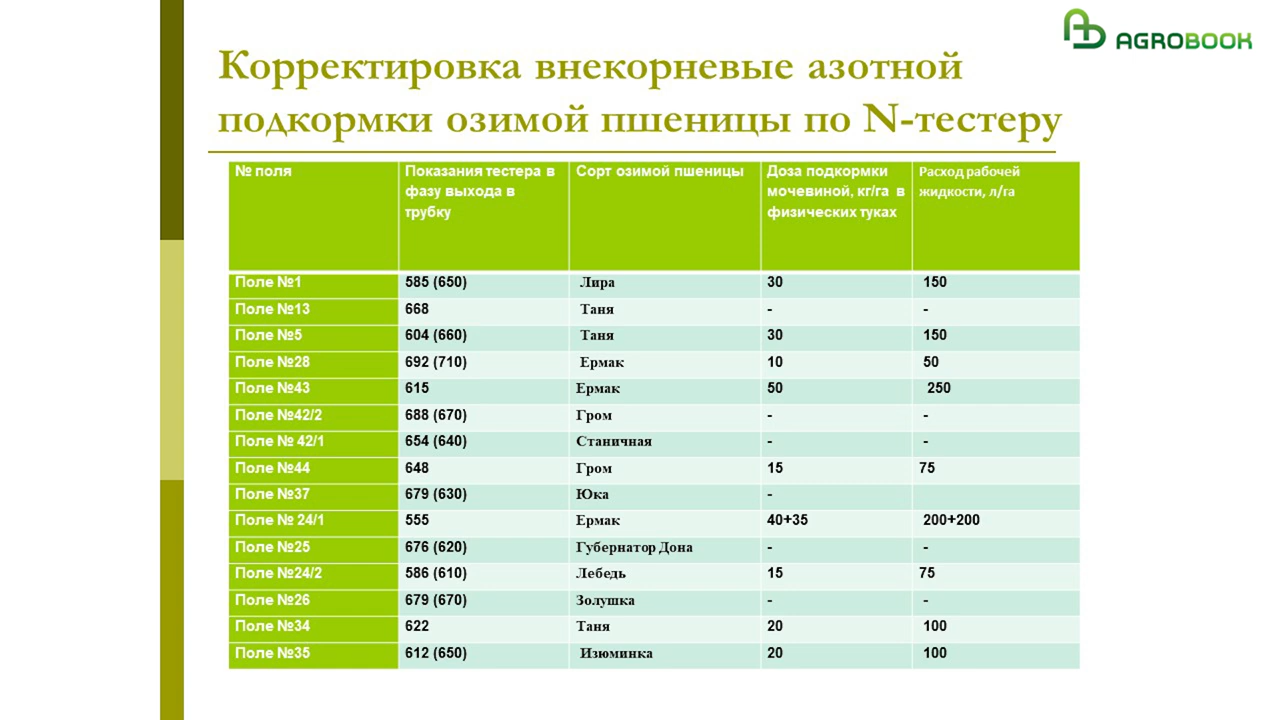 AGROBOOK
Корректировка внекорневые азотной
подкормки озимой пшеницы по N-тестеру
№ поля | Показания тестера в фазу выхода в трубку | Сорт озимой пшеницы | Доза подкормки мочевиной, кг/га в физических туках | Расход рабочей жидкости, л/га
Поле №1 | 585 (650) | Лира | 30 | 150
Поле №13 | 668 | Таня | - | -
Поле №5 | 604 (660) | Таня | 30 | 150
Поле №28 | 692 (710) | Ермак | 10 | 50
Поле №43 | 615 | Ермак | 50 | 250
Поле №42/2 | 688 (670) | Гром | - | -
Поле № 42/1 | 654 (640) | Станичная | - | -
Поле №44 | 648 | Гром | 15 | 75
Поле №37 | 679 (630) | Юка | - |
Поле № 24/1 | 555 | Ермак | 40+35 | 200+200
Поле №25 | 676 (620) | Губернатор Дона | - | -
Поле №24/2 | 586 (610) | Лебедь | 15 | 75
Поле №26 | 679 (670) | Золушка | - | -
Поле №34 | 622 | Таня | 20 | 100
Поле №35 | 612 (650) | Изюминка | 20 | 100